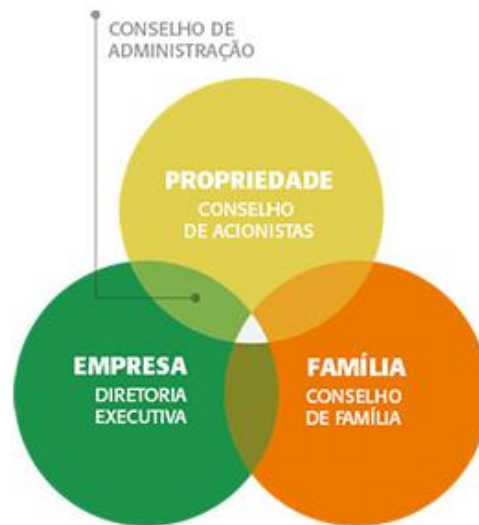 CONSELHO DE
ADMINISTRAÇÃO
PROPRIEDADE
CONSELHO
DE ACIONISTAS
EMPRESA
DIRETORIA
EXECUTIVA
FAMÍLIA
CONSELHO
DE FAMÍLIA